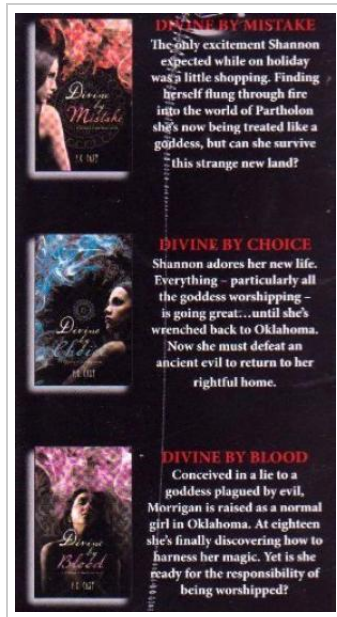 DIVINE BY MISTAKE
The only excitement Shannon
expected while on holiday
was a little shopping. Finding
herself flung through fire
into the world of Partholon
she's now being treated like a
goddess, but can she survive
this strange new land?
Divine
by
Mistake
P.C. CAST
DIVINE BY CHOICE
Shannon adores her new life.
Everything – particularly all
the goddess worshipping –
is going great...until she's
wrenched back to Oklahoma.
Now she must defeat an
ancient evil to return to her
rightful home.
Divine
by
Choice
P.C. CAST
DIVINE BY BLOOD
Conceived in a lie to a
goddess plagued by evil,
Morrigan is raised as a normal
girl in Oklahoma. At eighteen
she's finally discovering how to
harness her magic. Yet is she
ready for the responsibility of
being worshipped?
Divine
by
Blood
P.C. CAST